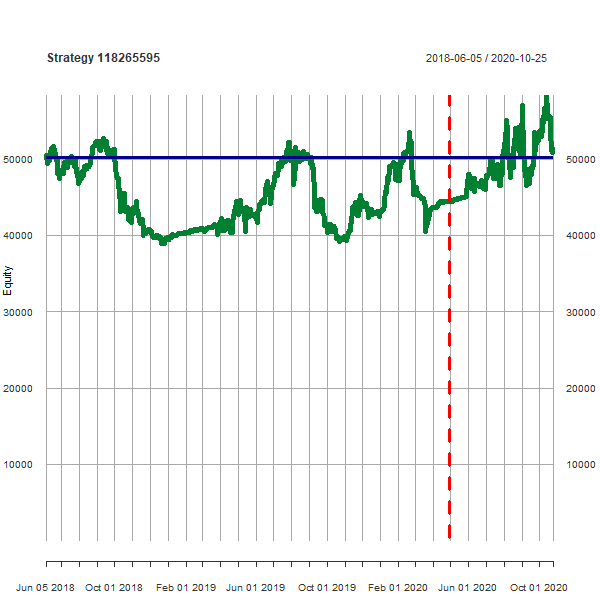 Strategy 118265595
2018-06-05 / 2020-10-25
50000
50000
40000
40000
Equity
30000
30000
20000
20000
10000
10000
Jun 05 2018
Oct 01 2018
Feb 01 2019
Jun 01 2019
Oct 01 2019
Feb 01 2020
Jun 01 2020
Oct 01 2020